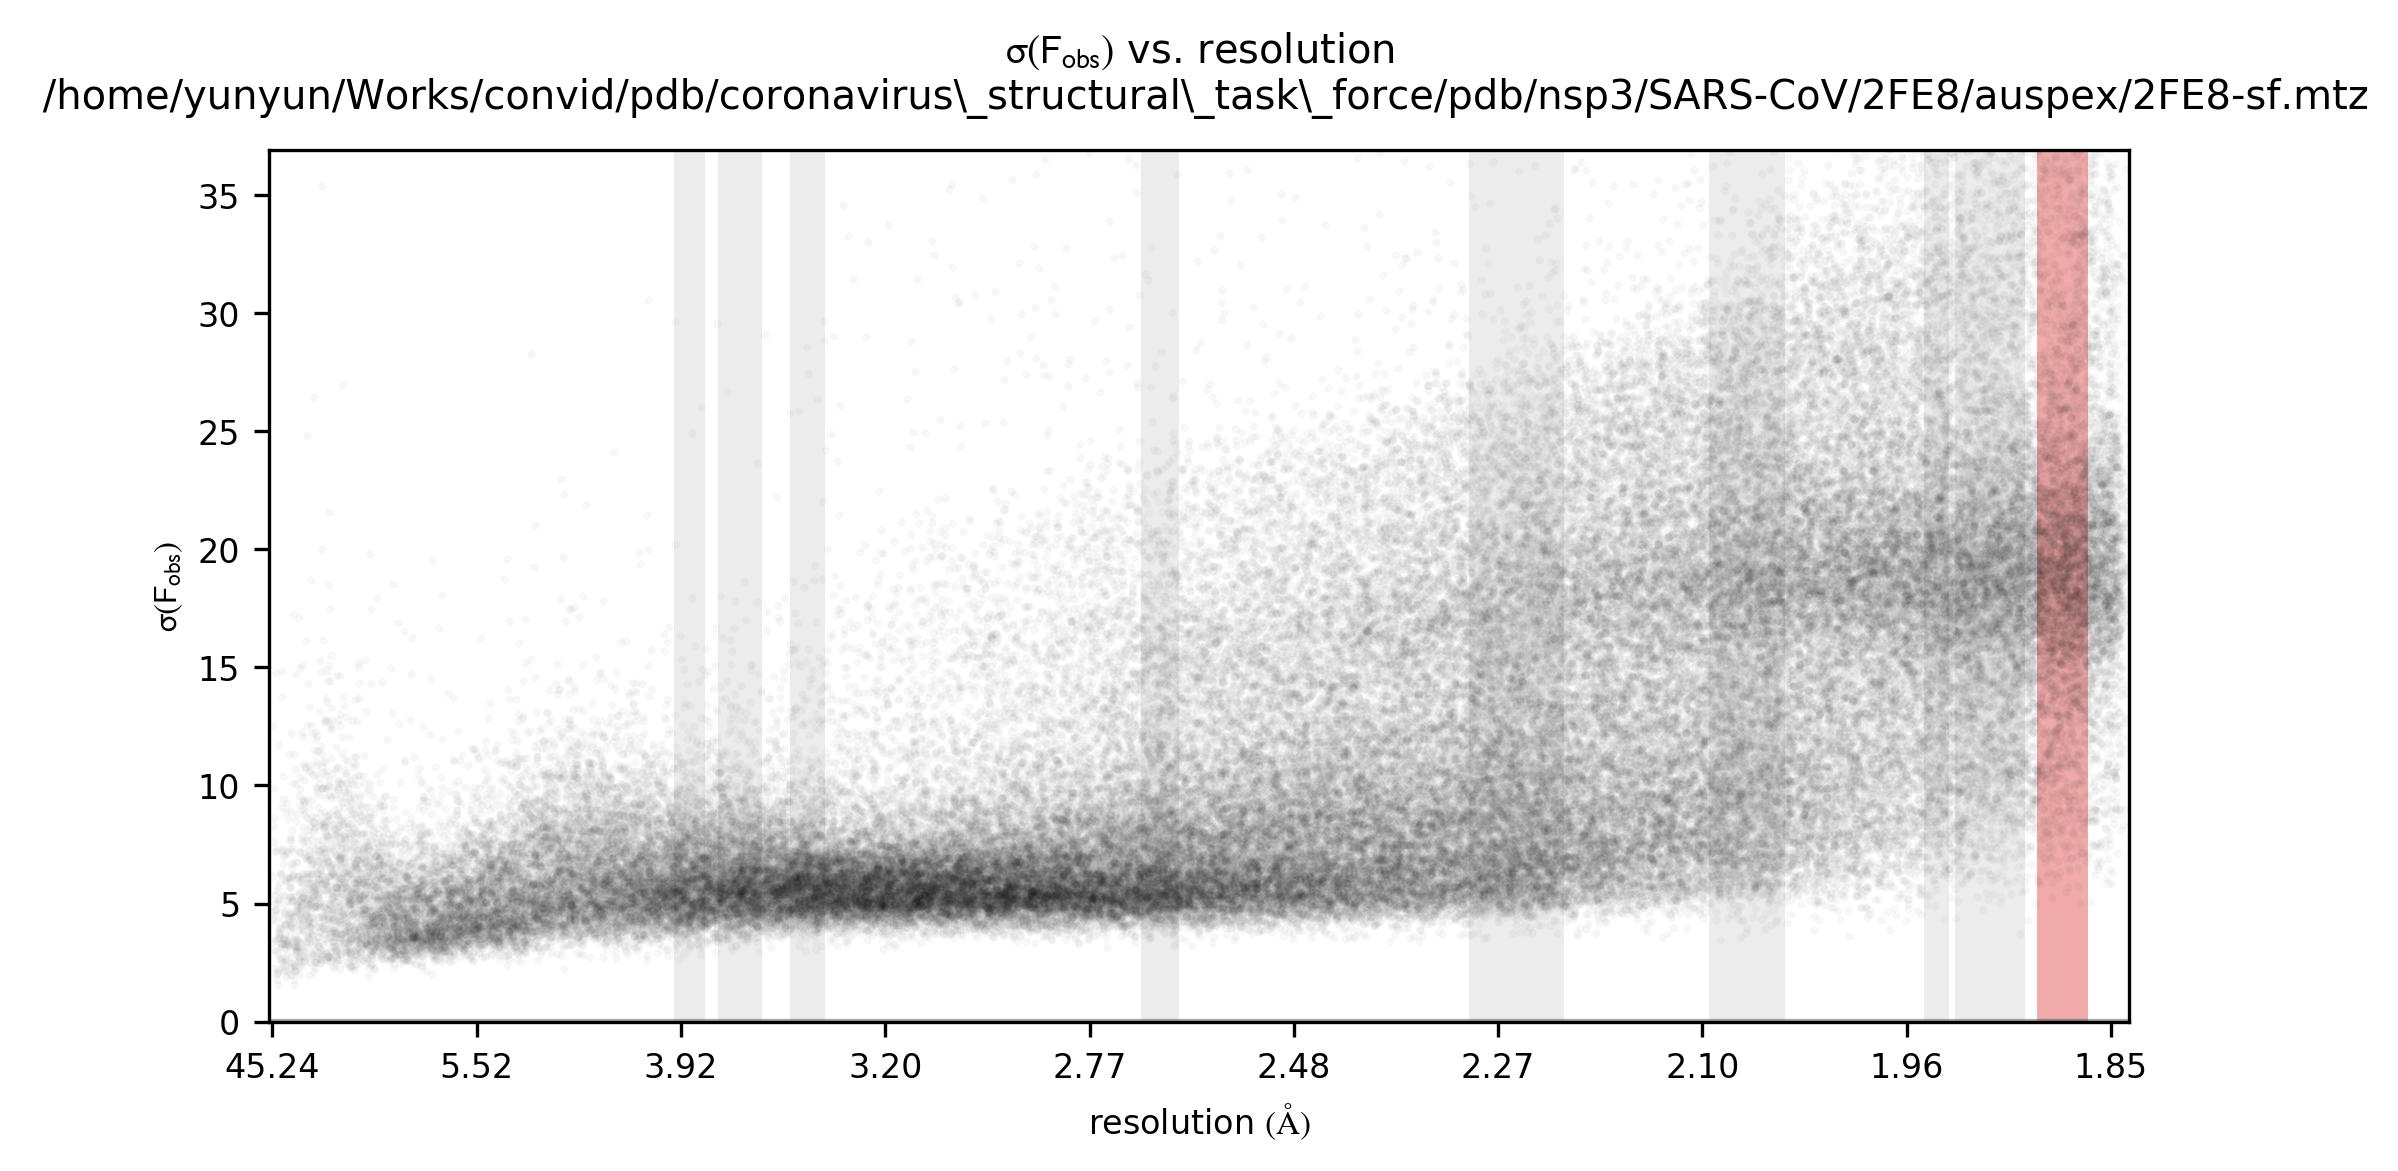 σ(F_obs) vs. resolution
/home/yunyun/Works/convid/pdb/coronavirus\_structural\_task\_force/pdb/nsp3/SARS-CoV/2FE8/auspex/2FE8-sf.mtz
35
30
25
20
15
10
5
0
σ(F_obs)
45.24 5.52 3.92 3.20 2.77 2.48 2.27 2.10 1.96 1.85
resolution (Å)